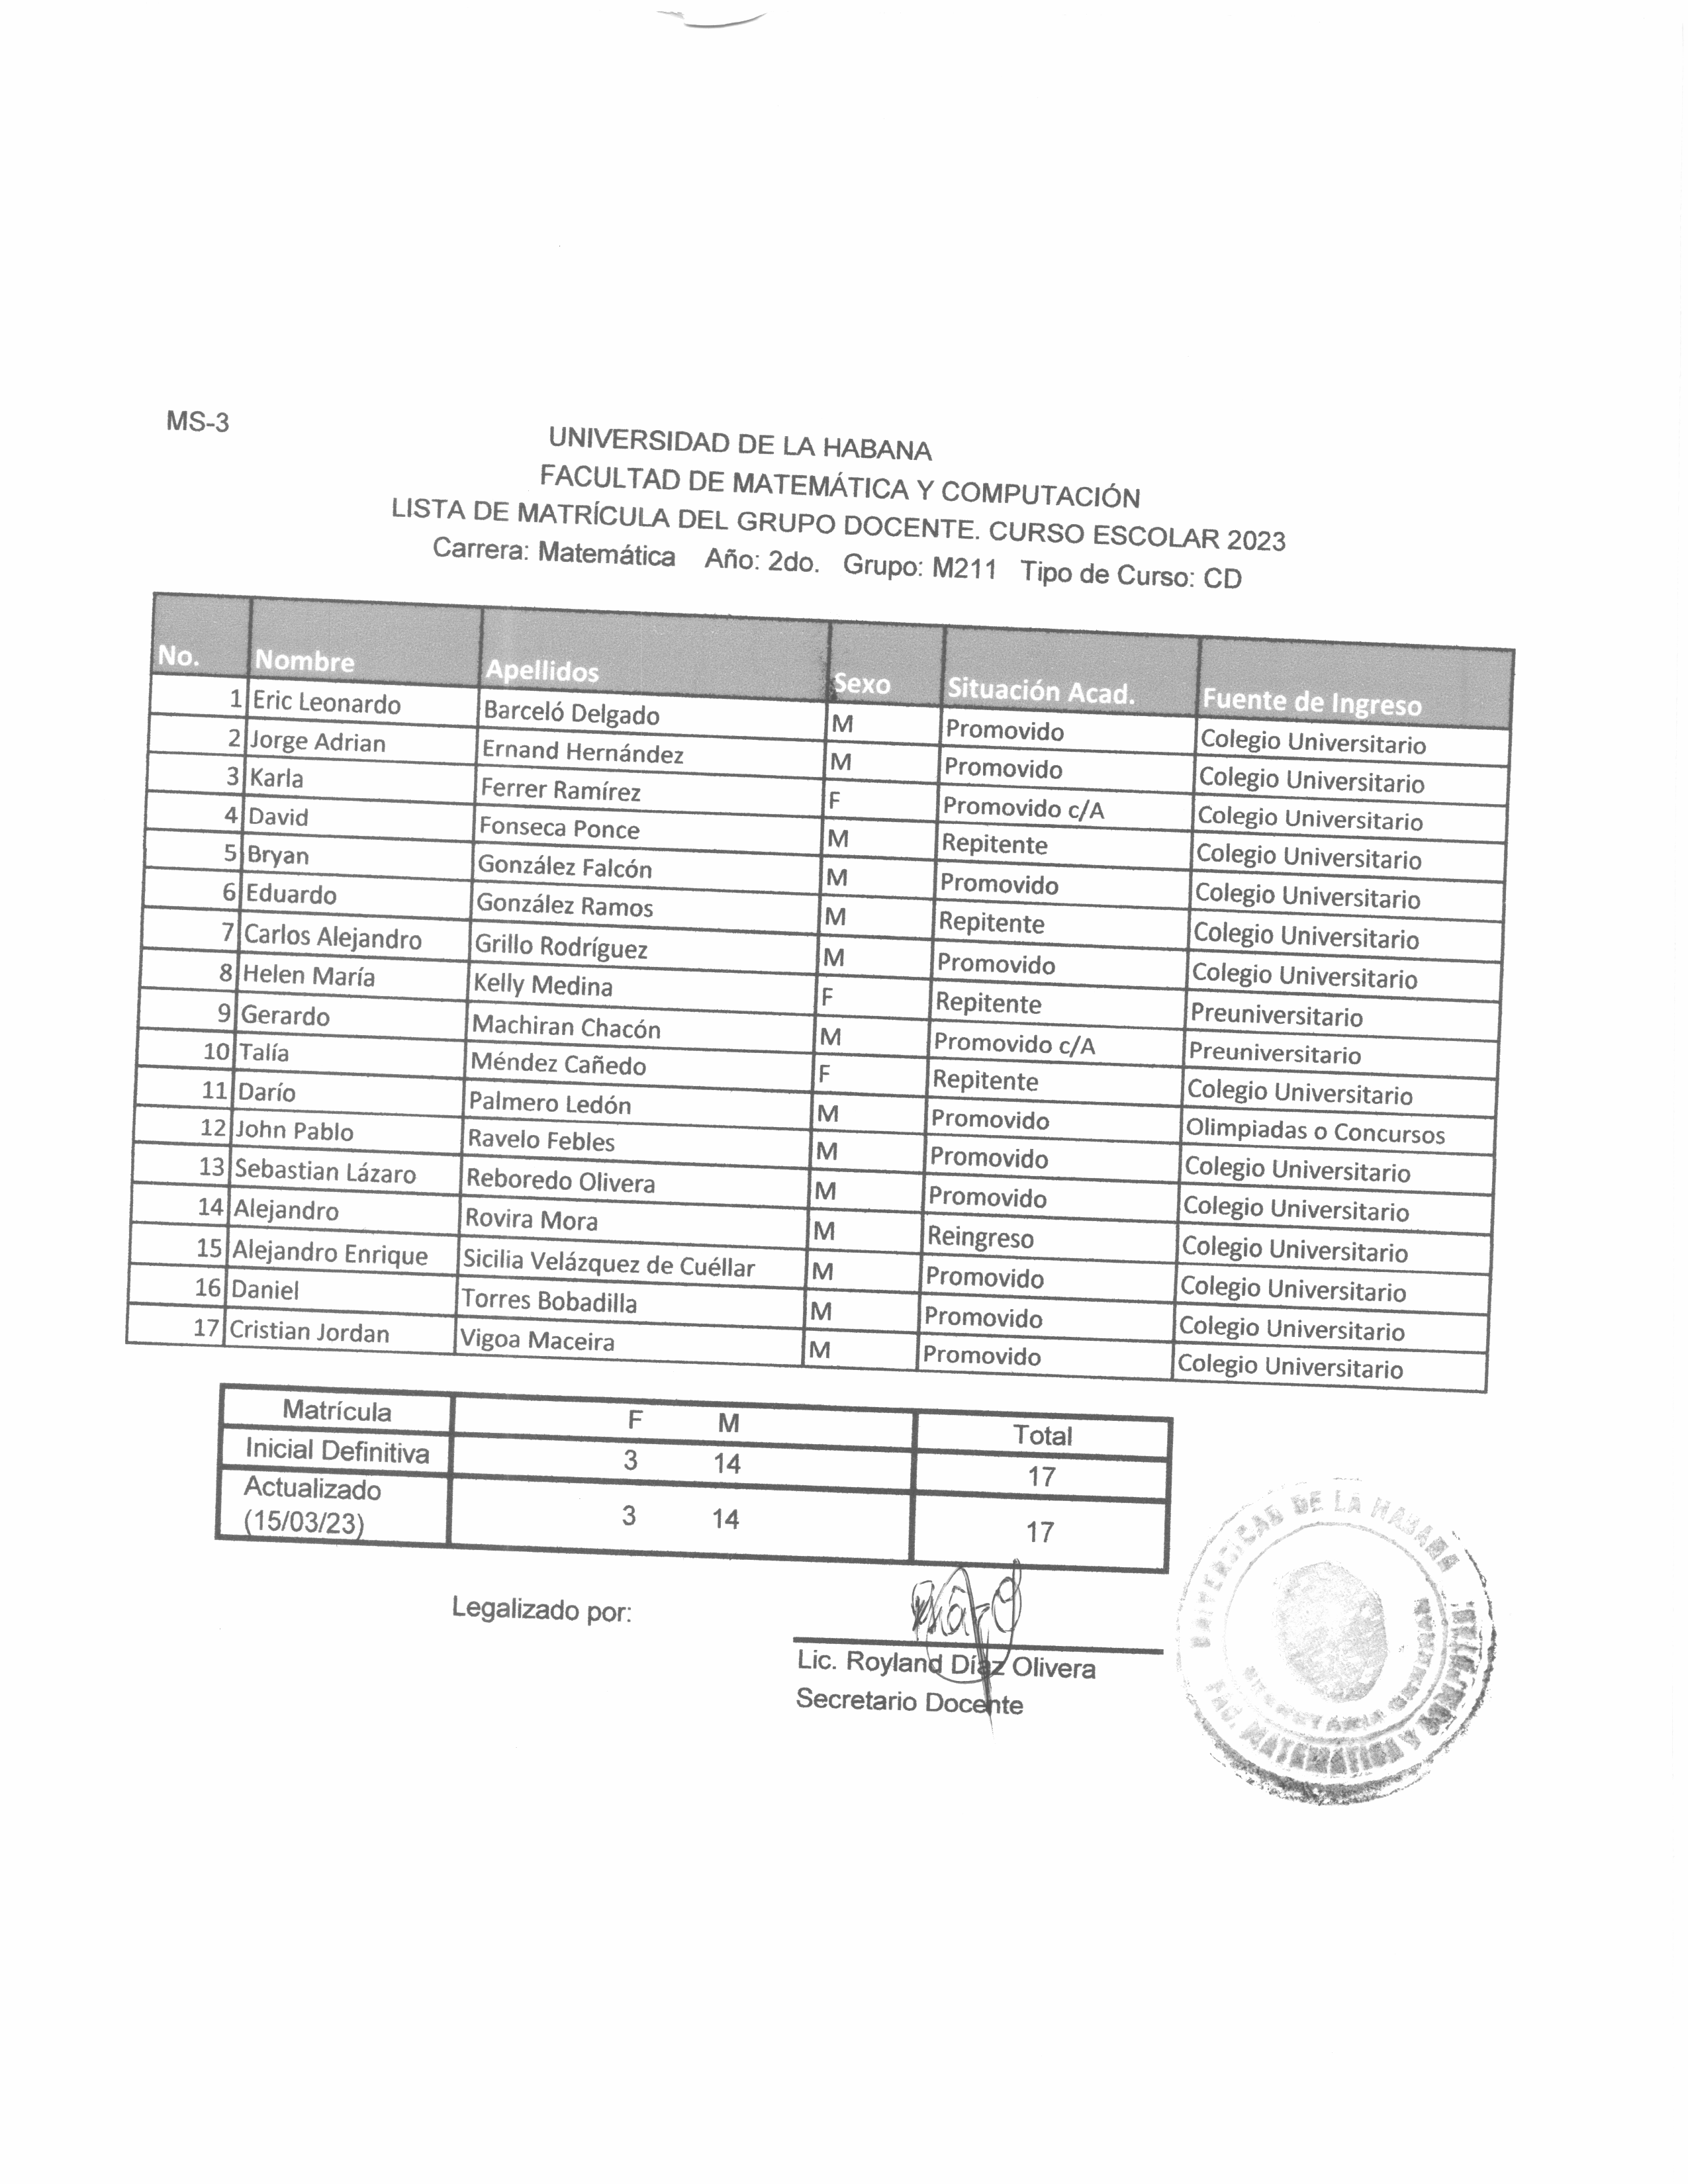 MS-3
UNIVERSIDAD DE LA HABANA
FACULTAD DE MATEMÁTICA Y COMPUTACIÓN
LISTA DE MATRÍCULA DEL GRUPO DOCENTE. CURSO ESCOLAR 2023
Carrera: Matemática Año: 2do. Grupo: M211 Tipo de Curso: CD
No. Nombre Apellidos Sexo Situación Acad. Fuente de Ingreso
1 Eric Leonardo Barceló Delgado M Promovido Colegio Universitario
2 Jorge Adrian Ernand Hernández M Promovido Colegio Universitario
3 Karla Ferrer Ramírez F Promovido c/A Colegio Universitario
4 David Fonseca Ponce M Repitente Colegio Universitario
5 Bryan González Falcón M Promovido Colegio Universitario
6 Eduardo González Ramos M Repitente Colegio Universitario
7 Carlos Alejandro Grillo Rodríguez M Promovido Colegio Universitario
8 Helen María Kelly Medina F Repitente Preuniversitario
9 Gerardo Machiran Chacón M Promovido c/A Preuniversitario
10 Talía Méndez Cañedo F Repitente Colegio Universitario
11 Darío Palmero Ledón M Promovido Olimpiadas o Concursos
12 John Pablo Ravelo Febles M Promovido Colegio Universitario
13 Sebastian Lázaro Reboredo Olivera M Promovido Colegio Universitario
14 Alejandro Rovira Mora M Reingreso Colegio Universitario
15 Alejandro Enrique Sicilia Velázquez de Cuéllar M Promovido Colegio Universitario
16 Daniel Torres Bobadilla M Promovido Colegio Universitario
17 Cristian Jordan Vigoa Maceira M Promovido Colegio Universitario
Matrícula F M Total
Inicial Definitiva 3 14 17
Actualizado
(15/03/23) 3 14 17
Legalizado por:
Lic. Royland Díaz Olivera
Secretario Docente
UNIVERSIDAD DE LA HABANA
FAC. MATEMÁTICA Y